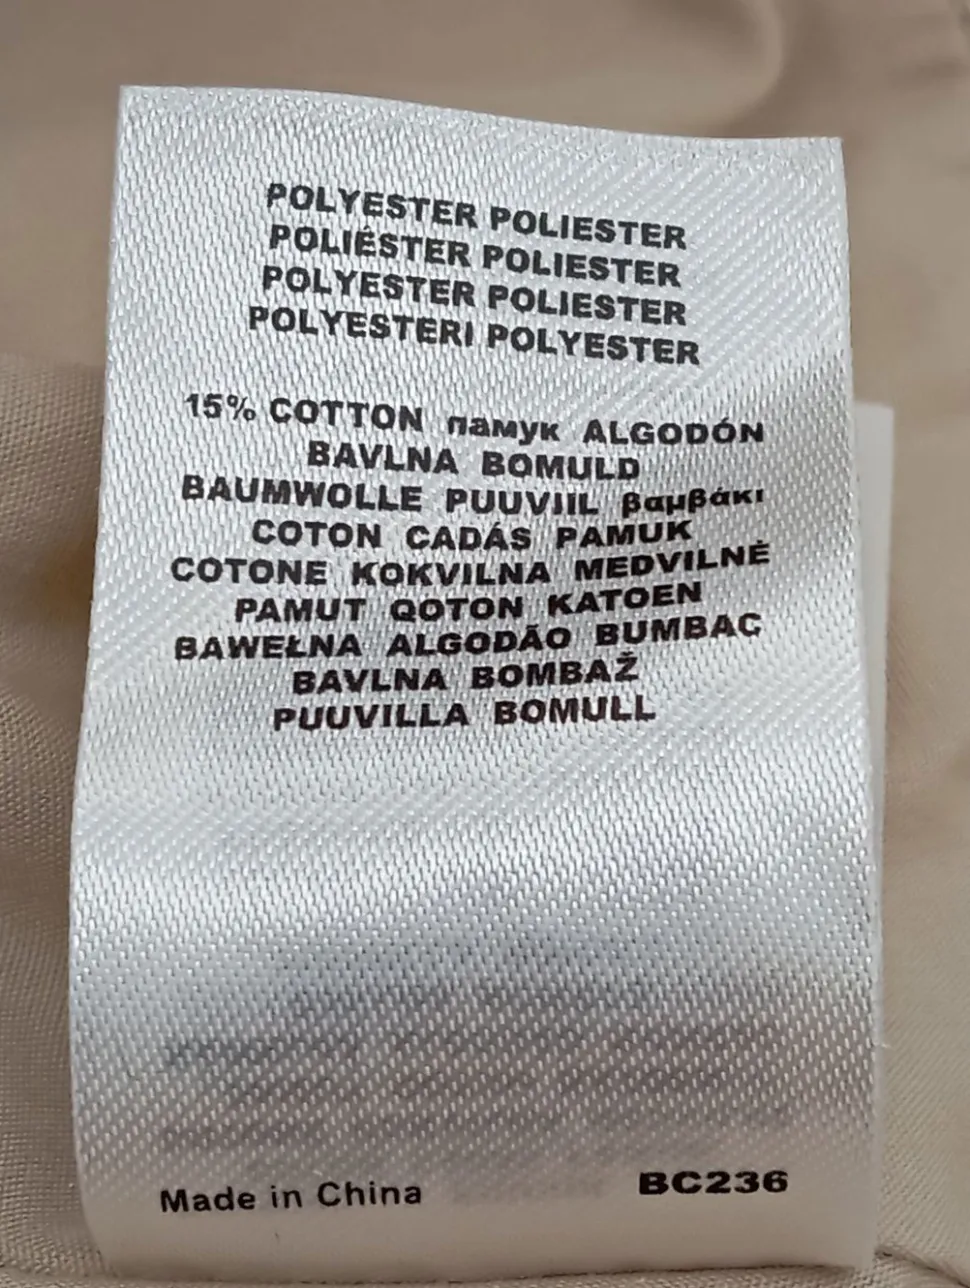 POLYESTER POLIESTER
POLIÉSTER POLIESTER
POLYESTER POLIESTER
POLYESTERI POLYESTER
15% COTTON памук ALGODÓN
BAVLNA BOMULD
BAUMWOLLE PUUVIIL βαμβάκι
COTON CADÁS PAMUK
COTONE KOKVILNA MEDVILNĖ
PAMUT QOTON KATOEN
BAWEŁNA ALGODÃO BUMBAC
BAVLNA BOMBAŽ
PUUVILLA BOMULL
Made in China BC236